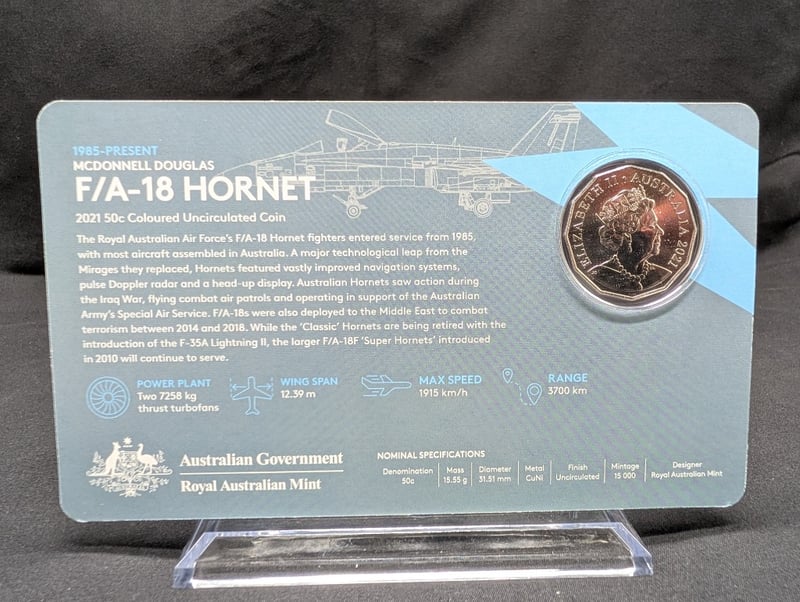 1985-PRESENT
MCDONNELL DOUGLAS
F/A-18 HORNET
2021 50c Coloured Uncirculated Coin
The Royal Australian Air Force's F/A-18 Hornet fighters entered service from 1985,
with most aircraft assembled in Australia. A major technological leap from the
Mirages they replaced, Hornets featured vastly improved navigation systems,
pulse Doppler radar and a head-up display. Australian Hornets saw action during
the Iraq War, flying combat air patrols and operating in support of the Australian
Army's Special Air Service. F/A-18s were also deployed to the Middle East to combat
terrorism between 2014 and 2018. While the 'Classic' Hornets are being retired with the
introduction of the F-35A Lightning II, the larger F/A-18F 'Super Hornets' introduced
in 2010 will continue to serve.
ELIZABETH II · AUSTRALIA 2021
POWER PLANT
Two 7258 kg
thrust turbofans
WING SPAN
12.39 m
MAX SPEED
1915 km/h
RANGE
3700 km
Australian Government
Royal Australian Mint
NOMINAL SPECIFICATIONS
Denomination
50c
Mass
15.55 g
Diameter
31.51 mm
Metal
CuNi
Finish
Uncirculated
Mintage
15 000
Designer
Royal Australian Mint